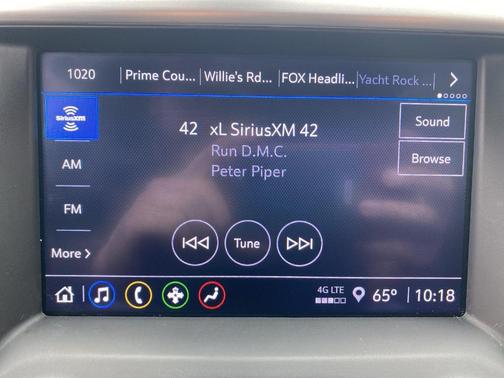 1020 Prime Cou... Willie's Rd... FOX Headli... Yacht Rock ...
SiriusXM
42 xL SiriusXM 42
Sound
Run D.M.C.
Peter Piper
Browse
AM
FM
More >
Tune
4G LTE
65° 10:18